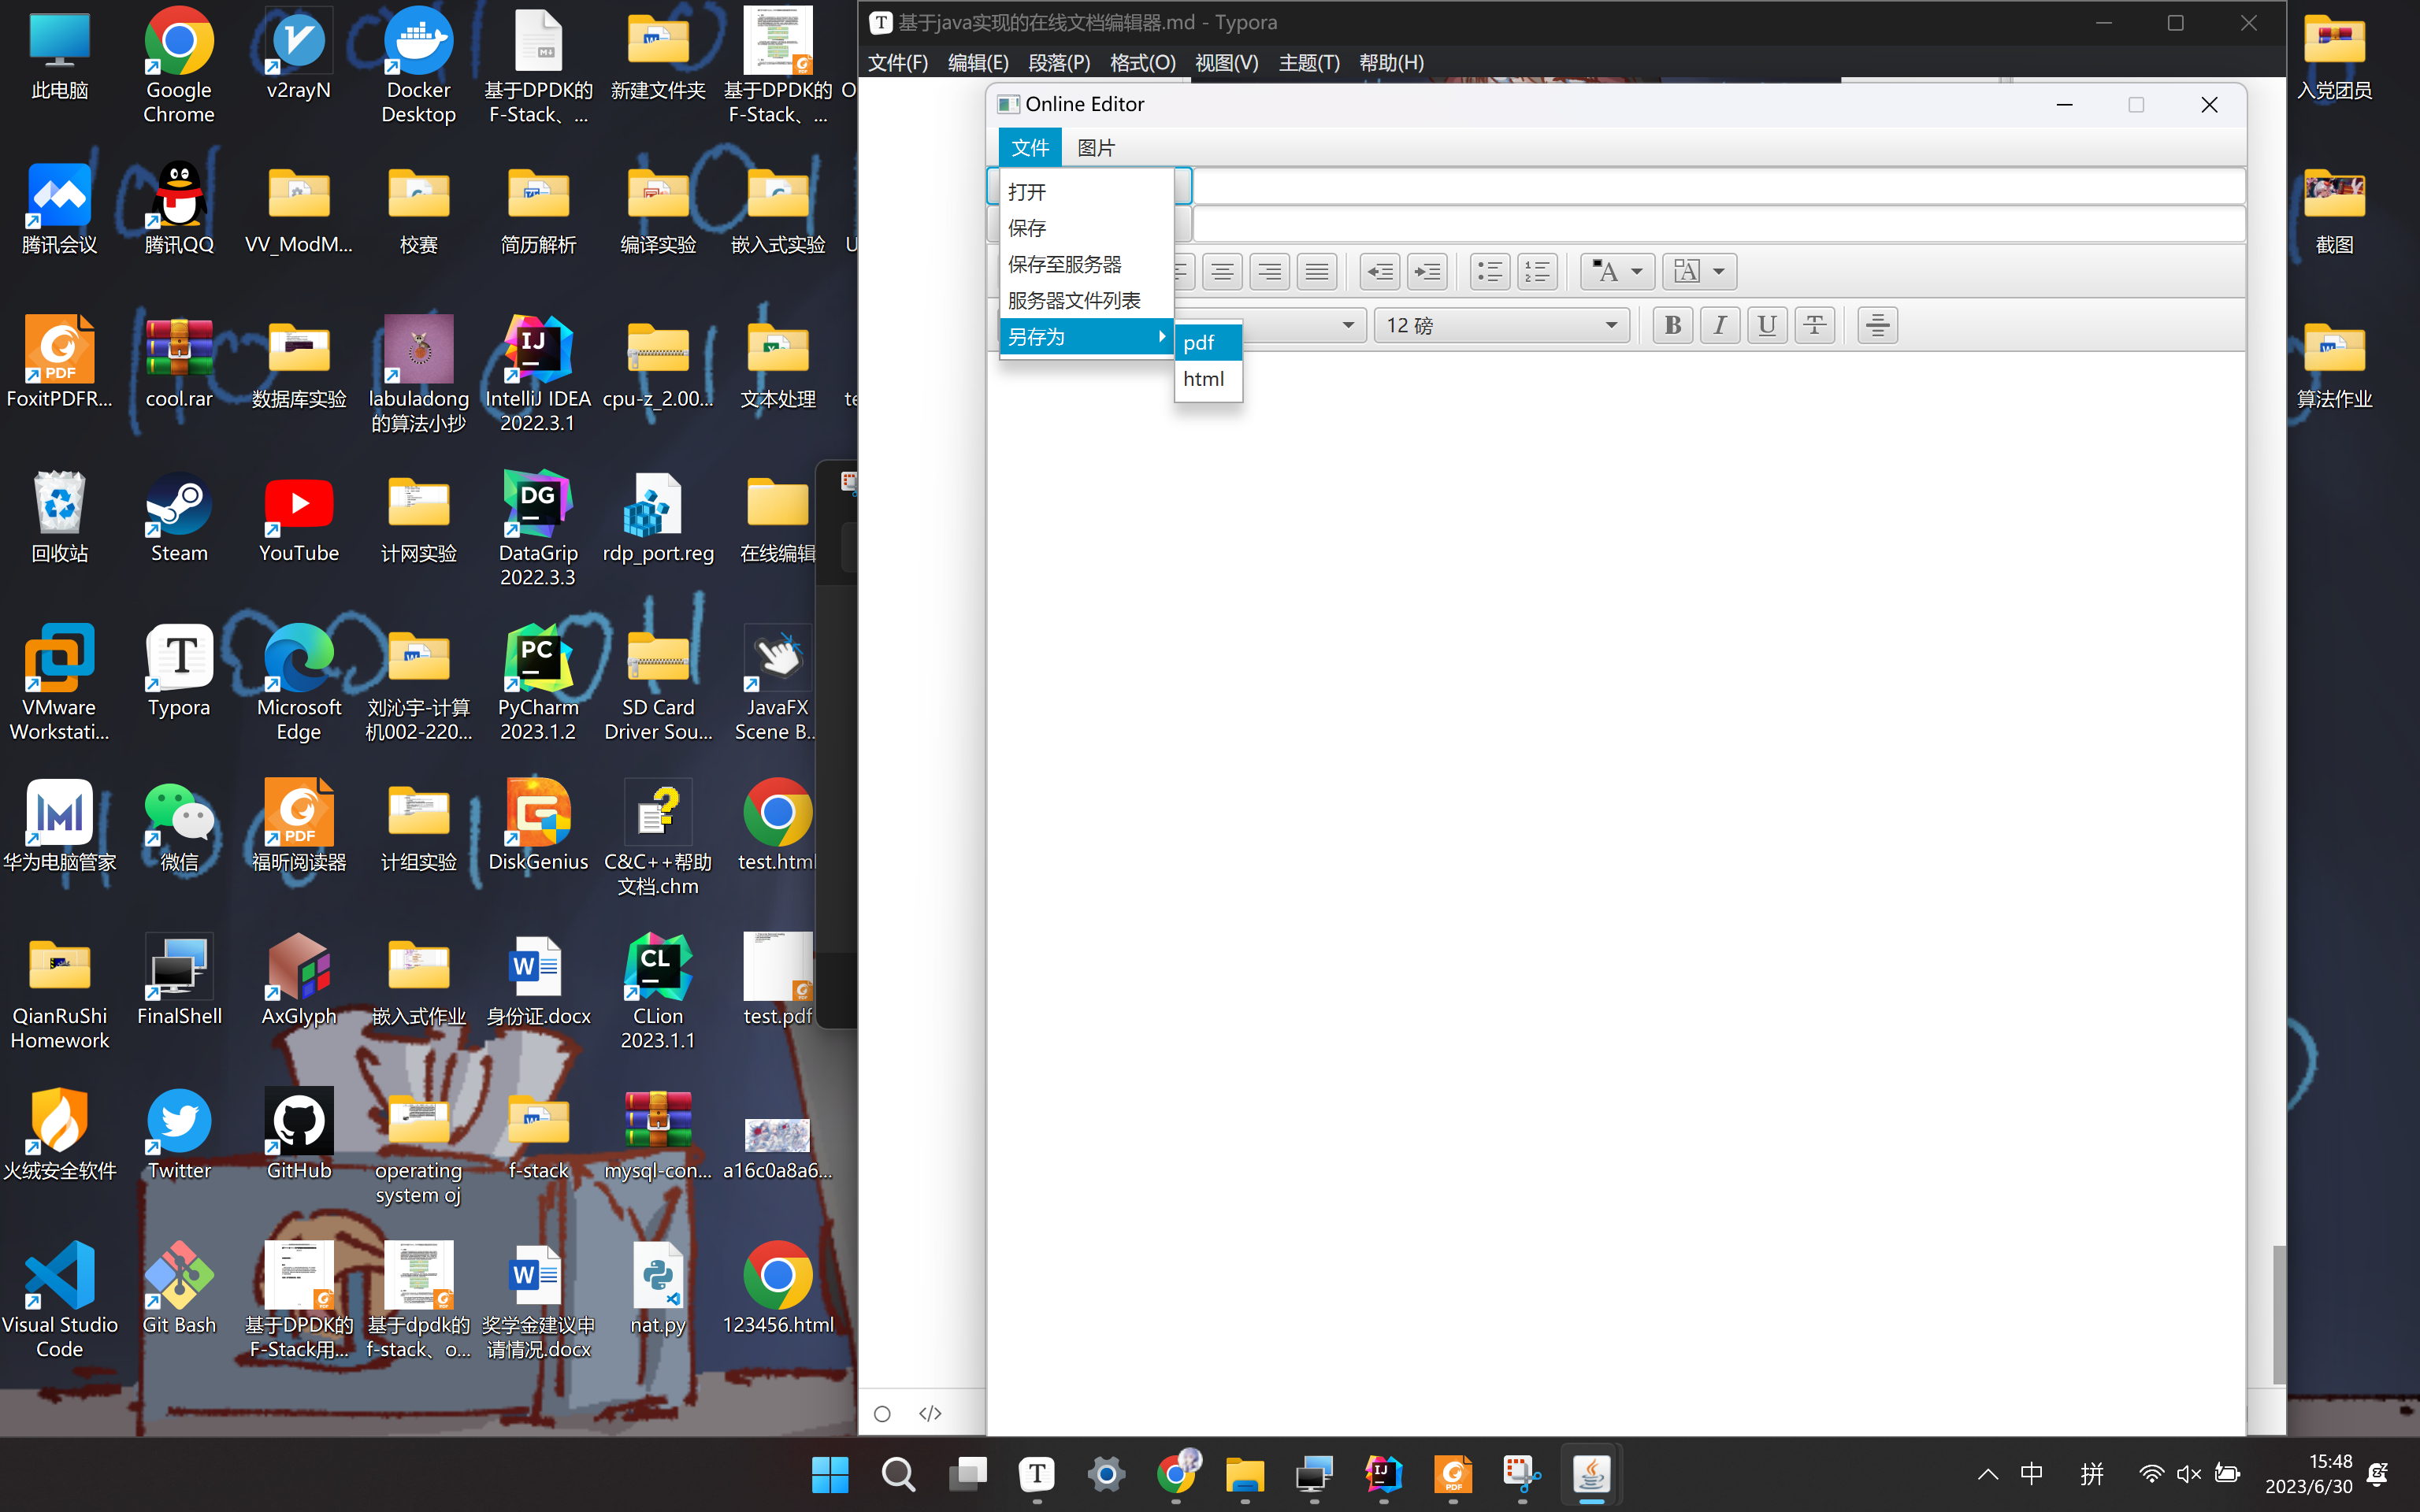 此电脑
Google
Chrome
v2rayN
Docker
Desktop
基于DPDK的
F-Stack、...
新建文件夹
基于DPDK的
F-Stack、...
腾讯会议
腾讯QQ
VV_ModM...
校赛
简历解析
编译实验
嵌入式实验
FoxitPDFR...
cool.rar
数据库实验
labuladong
的算法小抄
IntelliJ IDEA
2022.3.1
cpu-z_2.00...
文本处理
回收站
Steam
YouTube
计网实验
DataGrip
2022.3.3
rdp_port.reg
在线编辑
VMware
Workstati...
Typora
Microsoft
Edge
刘沁宇-计算
机002-220...
PyCharm
2023.1.2
SD Card
Driver Sou...
JavaFX
Scene B...
华为电脑管家
微信
福昕阅读器
计组实验
DiskGenius
C&C++帮助
文档.chm
test.html
QianRuShi
Homework
FinalShell
AxGlyph
嵌入式作业
身份证.docx
CLion
2023.1.1
test.pdf
火绒安全软件
Twitter
GitHub
operating
system oj
f-stack
mysql-con...
a16c0a8a6...
Visual Studio
Code
Git Bash
基于DPDK的
F-Stack用...
基于dpdk的
f-stack、o...
奖学金建议申
请情况.docx
nat.py
123456.html
基于java实现的在线文档编辑器.md - Typora
文件(F) 编辑(E) 段落(P) 格式(O) 视图(V) 主题(T) 帮助(H)
Online Editor
文件 图片
打开
保存
保存至服务器
服务器文件列表
另存为
pdf
html
12 磅
B I U T
入党团员
截图
算法作业
中 拼
15:48
2023/6/30